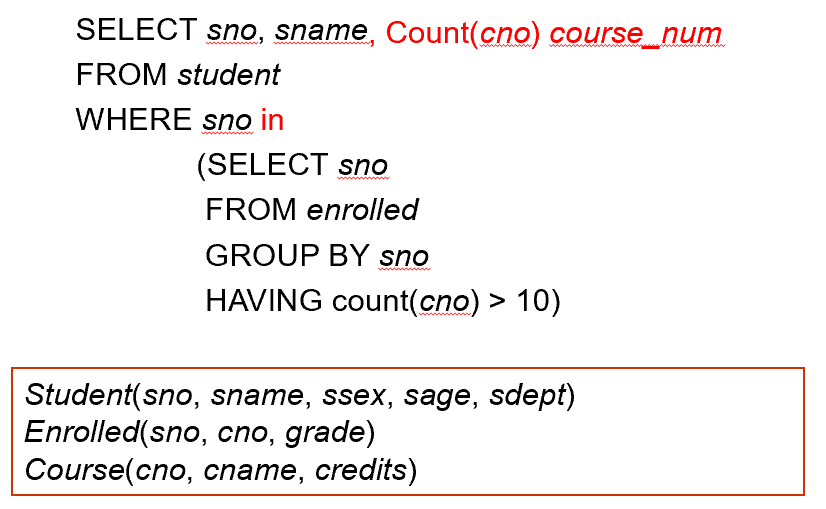 SELECT sno, sname, Count(cno) course_num
FROM student
WHERE sno in
(SELECT sno
FROM enrolled
GROUP BY sno
HAVING count(cno) > 10)
Student(sno, sname, ssex, sage, sdept)
Enrolled(sno, cno, grade)
Course(cno, cname, credits)